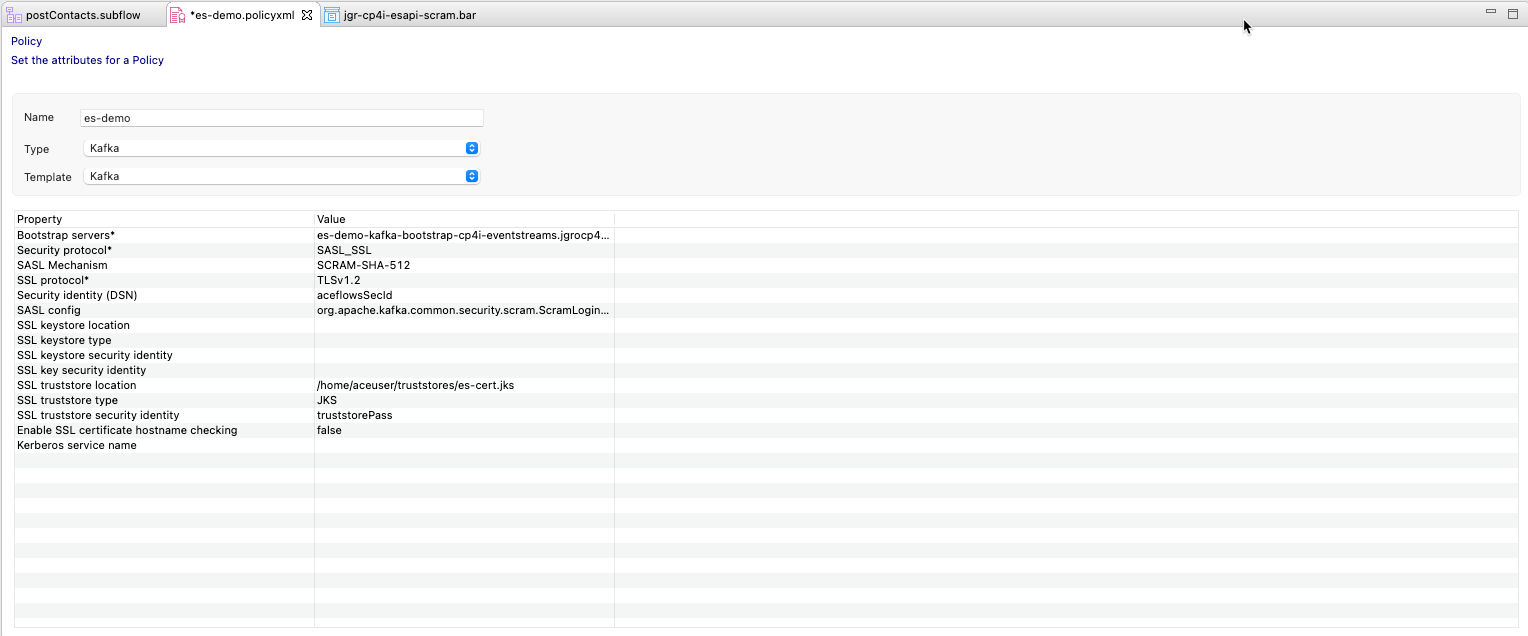 postContacts.subflow *es-demo.policyxml jgr-cp4i-esapi-scram.bar
Policy
Set the attributes for a Policy
Name es-demo
Type Kafka
Template Kafka
Property Value
Bootstrap servers* es-demo-kafka-bootstrap-cp4i-eventstreams.jgrocp4...
Security protocol* SASL_SSL
SASL Mechanism SCRAM-SHA-512
SSL protocol* TLSv1.2
Security identity (DSN) aceflowsSecId
SASL config org.apache.kafka.common.security.scram.ScramLogin...
SSL keystore location
SSL keystore type
SSL keystore security identity
SSL key security identity
SSL truststore location /home/aceuser/truststores/es-cert.jks
SSL truststore type JKS
SSL truststore security identity truststorePass
Enable SSL certificate hostname checking false
Kerberos service name